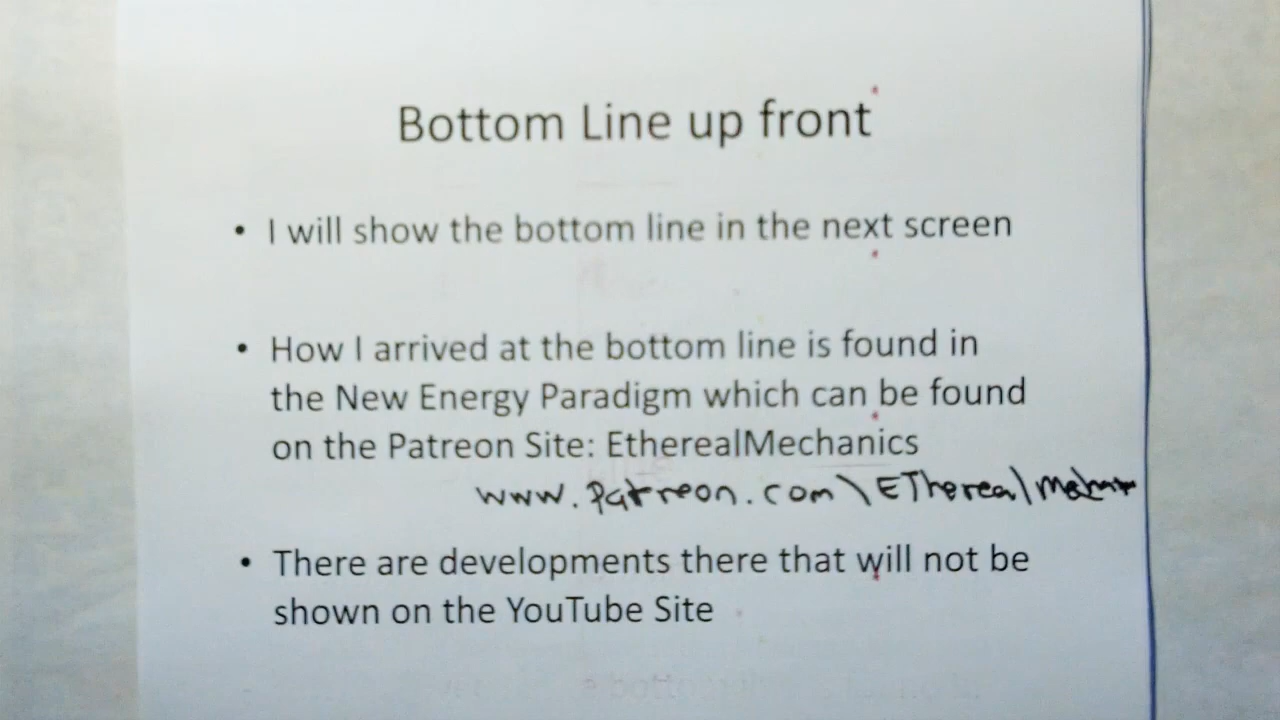 Bottom Line up front
• I will show the bottom line in the next screen
• How I arrived at the bottom line is found in
the New Energy Paradigm which can be found
on the Patreon Site: EtherealMechanics
www.Patreon.com\EThereal
• There are developments there that will not be
shown on the YouTube Site